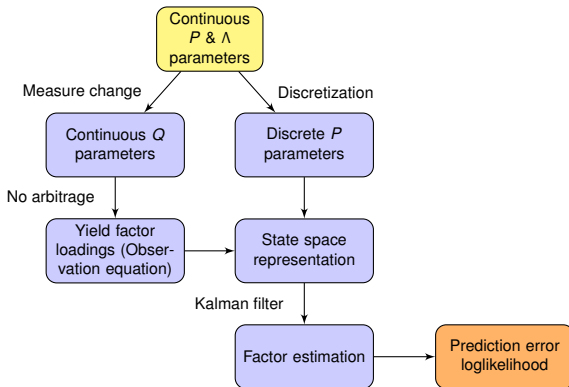 Continuous
P & Λ
parameters
Measure change
Discretization
Continuous Q
parameters
Discrete P
parameters
No arbitrage
Yield factor
loadings (Obser-
vation equation)
State space
representation
Kalman filter
Factor estimation
Prediction error
loglikelihood